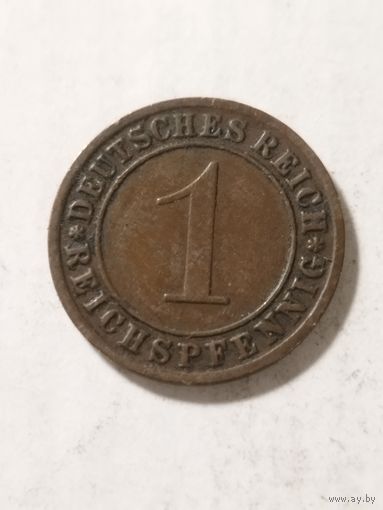 *DEUTSCHES REICH*
1
REICHSPFENNIG
www.ay.by